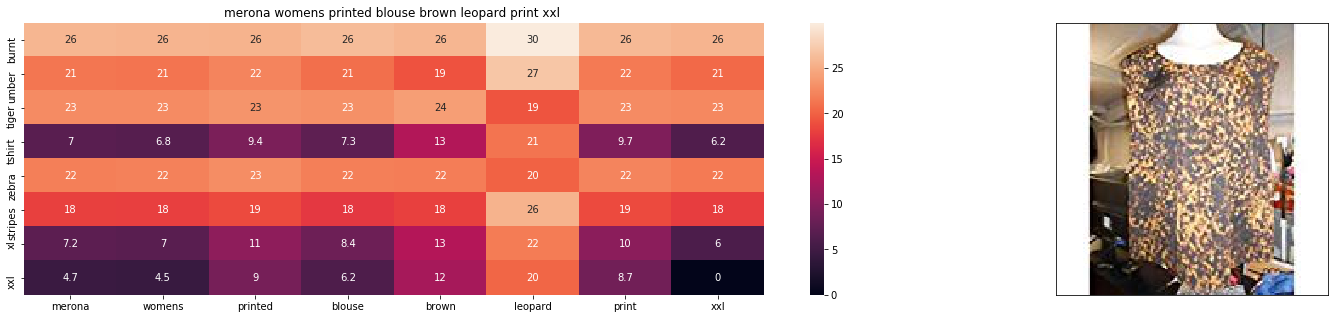 merona womens printed blouse brown leopard print xxl
burnt 26 26 26 26 26 30 26 26
umber 21 21 22 21 19 27 22 21
tiger 23 23 23 23 24 19 23 23
tshirt 7 6.8 9.4 7.3 13 21 9.7 6.2
zebra 22 22 23 22 22 20 22 22
stripes 18 18 19 18 18 26 19 18
xl 7.2 7 11 8.4 13 22 10 6
xxl 4.7 4.5 9 6.2 12 20 8.7 0
merona womens printed blouse brown leopard print xxl
25
20
15
10
5
0